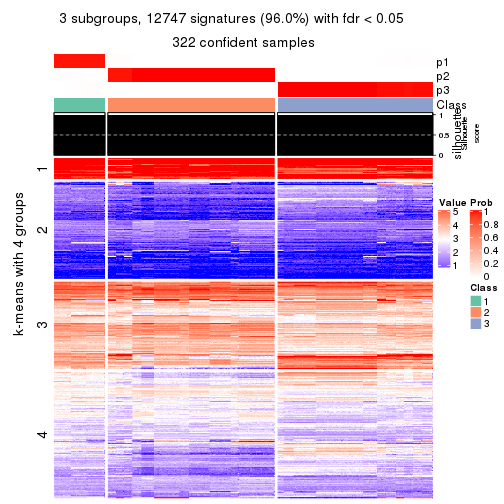 3 subgroups, 12747 signatures (96.0%) with fdr < 0.05
322 confident samples
p1
p2
p3
Class
1
0.5
0
silhouette
Silhouette
score
k-means with 4 groups
1
2
3
4
Value
5
4
3
2
1
Prob
1
0.8
0.6
0.4
0.2
0
Class
1
2
3